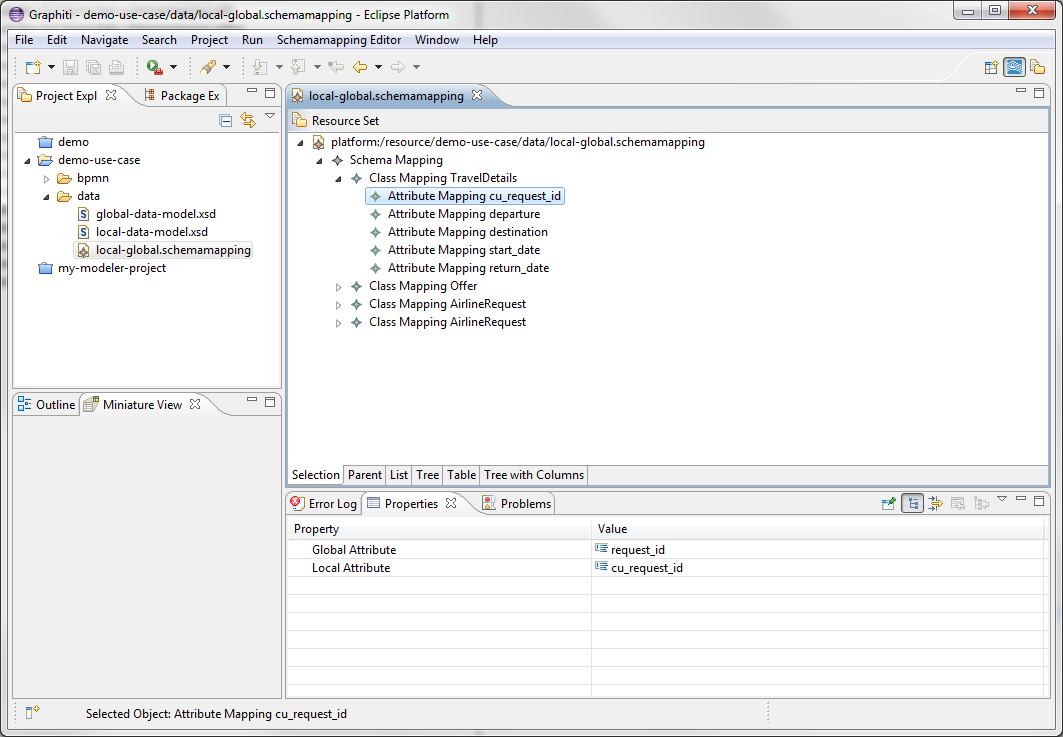 Graphiti - demo-use-case/data/local-global.schemamapping - Eclipse Platform
File Edit Navigate Search Project Run Schemamapping Editor Window Help
Project Expl Package Ex
demo
demo-use-case
bpmn
data
global-data-model.xsd
local-data-model.xsd
local-global.schemamapping
my-modeler-project
local-global.schemamapping
Resource Set
platform:/resource/demo-use-case/data/local-global.schemamapping
Schema Mapping
Class Mapping TravelDetails
Attribute Mapping cu_request_id
Attribute Mapping departure
Attribute Mapping destination
Attribute Mapping start_date
Attribute Mapping return_date
Class Mapping Offer
Class Mapping AirlineRequest
Class Mapping AirlineRequest
Selection Parent List Tree Table Tree with Columns
Outline Miniature View
Error Log Properties Problems
Property Value
Global Attribute request_id
Local Attribute cu_request_id
Selected Object: Attribute Mapping cu_request_id